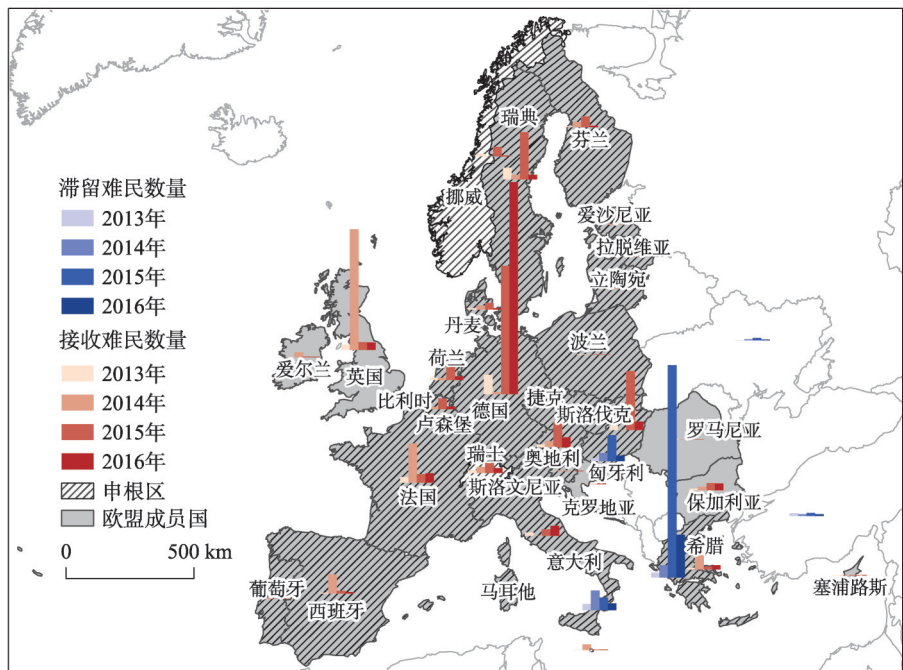 瑞典
芬兰
滞留难民数量
2013年
2014年
2015年
2016年
接收难民数量
2013年
2014年
2015年
2016年
申根区
欧盟成员国
0 500 km
挪威
爱沙尼亚
拉脱维亚
立陶宛
丹麦
波兰
爱尔兰
英国
荷兰
比利时
卢森堡
德国
捷克
斯洛伐克
罗马尼亚
瑞士
奥地利
匈牙利
法国
斯洛文尼亚
克罗地亚
保加利亚
希腊
意大利
葡萄牙
西班牙
马耳他
塞浦路斯